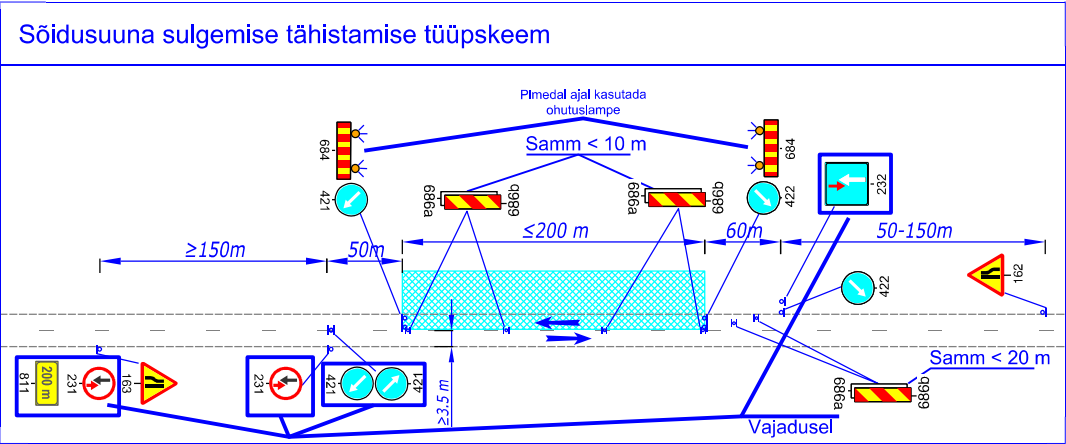 Sõidusuuna sulgemise tähistamise tüüpskeem
PImedal ajal kasutada
ohutuslampe
684
Samm < 10 m
684
421
686a
686b
686a
686b
422
232
≥150m
50m
≤200 m
60m
50-150m
422
162
811
200 m
231
163
231
421
421
≥3.5 m
686a
686b
Samm < 20 m
Vajadusel